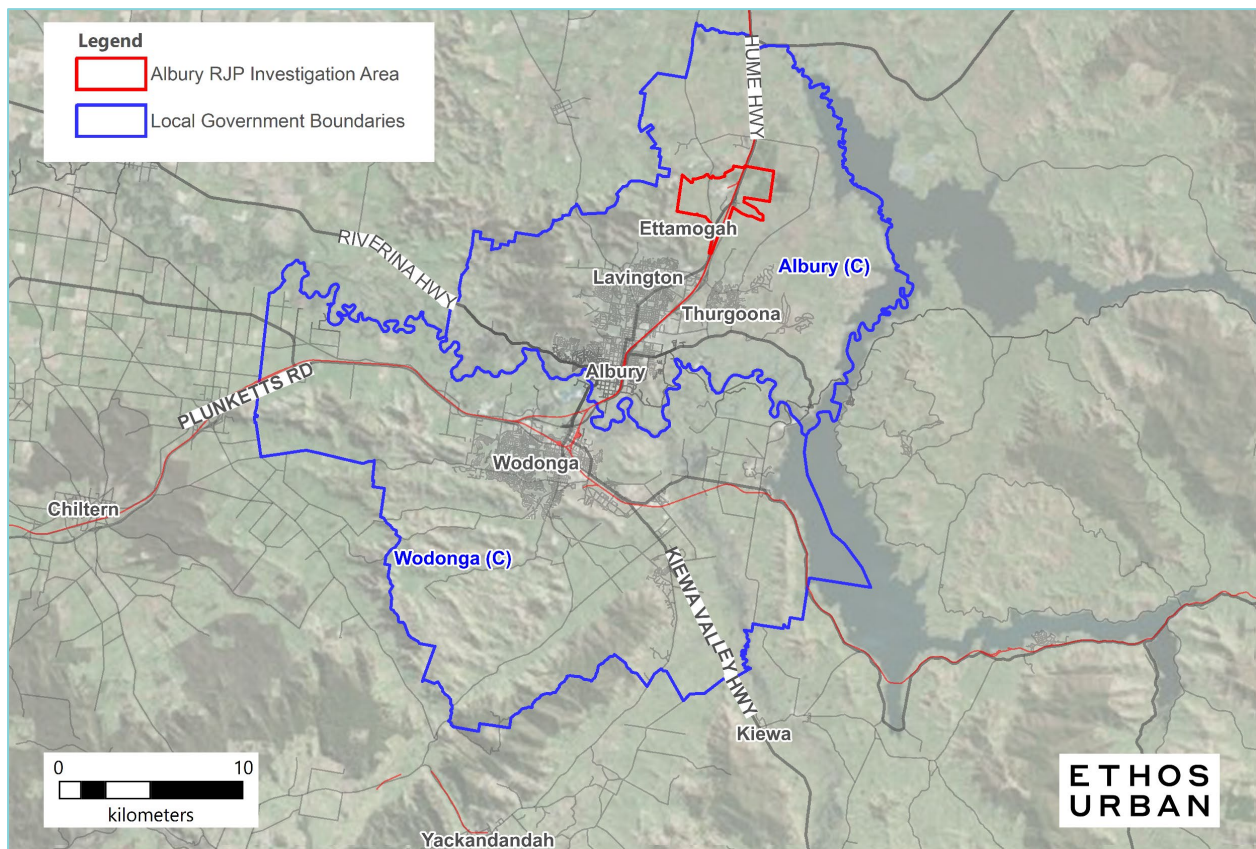 Legend
Albury RJP Investigation Area
Local Government Boundaries
HUME HWY
Ettamogah
RIVERINA HWY
Lavington
Albury (C)
Thurgoona
Albury
PLUNKETTS RD
Wodonga
Chiltern
Wodonga (C)
KIEWA VALLEY HWY
Kiewa
0 10
kilometers
Yackandandah
ETHOS
URBAN